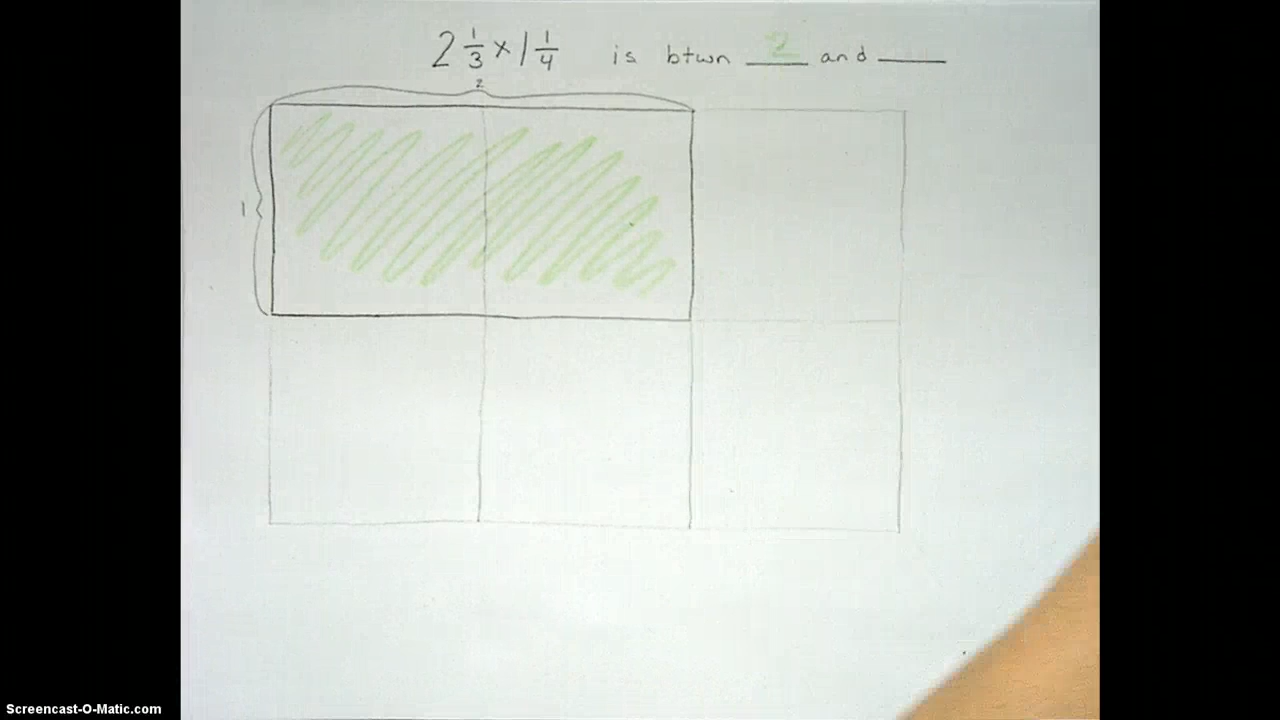 2 1/3 × 1 1/4 is btwn 2 and
2
1
Screencast-O-Matic.com